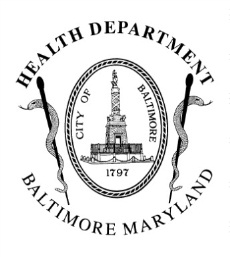 HEALTH DEPARTMENT
CITY OF BALTIMORE
1797
BALTIMORE MARYLAND